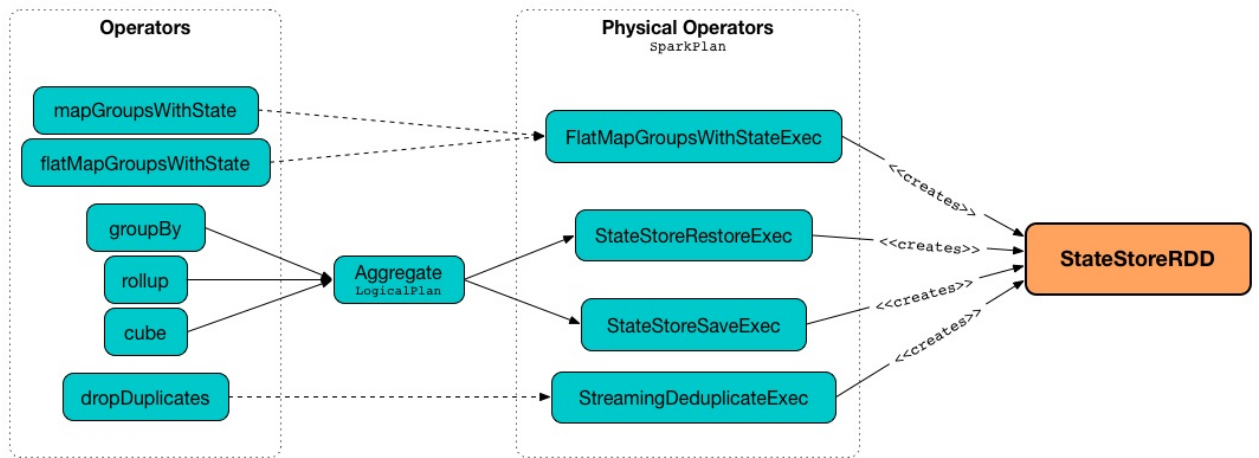 Operators
mapGroupsWithState
flatMapGroupsWithState
groupBy
rollup
cube
dropDuplicates
Aggregate
LogicalPlan
Physical Operators
SparkPlan
FlatMapGroupsWithStateExec
StateStoreRestoreExec
StateStoreSaveExec
StreamingDeduplicateExec
<<creates>>
<<creates>>
<<creates>>
<<creates>>
StateStoreRDD